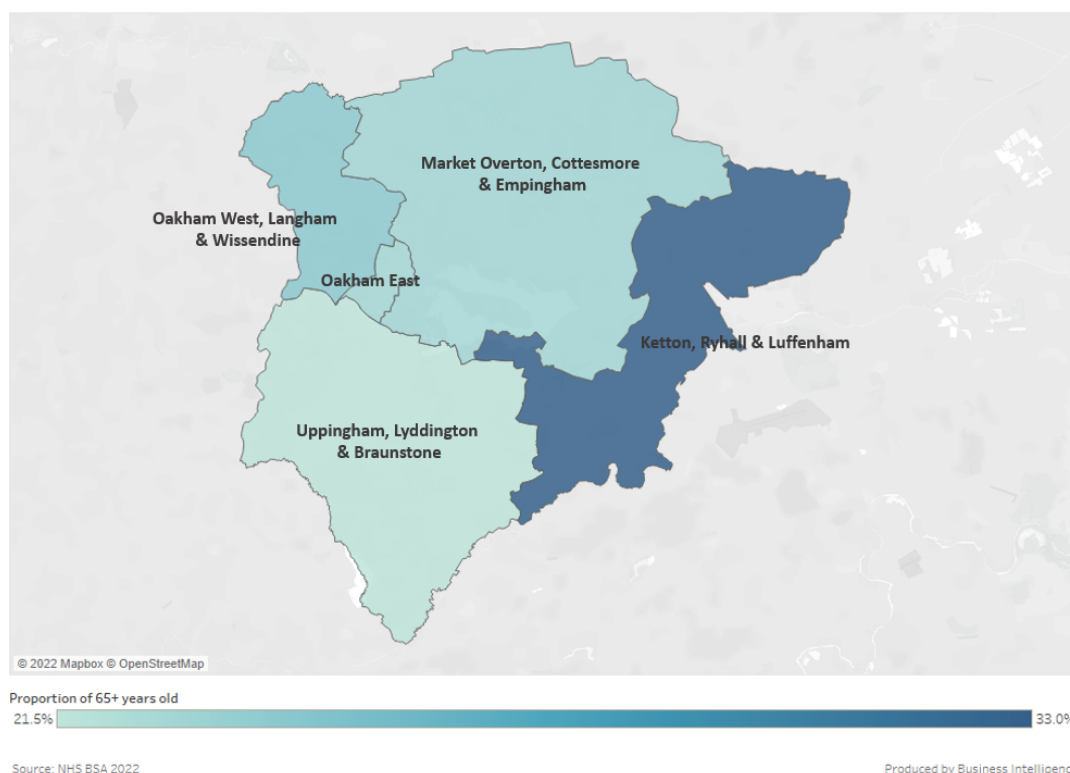 Market Overton, Cottesmore
& Empingham
Oakham West, Langham
& Wissendine
Oakham East
Ketton, Ryhall & Luffenham
Uppingham, Lyddington
& Braunstone
© 2022 Mapbox © OpenStreetMap
Proportion of 65+ years old
21.5%
33.0%
Source: NHS BSA 2022
Produced by Business Intelligenc